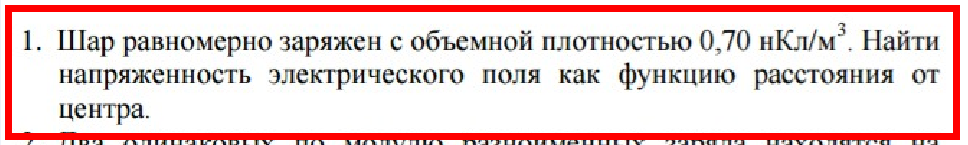 1. Шар равномерно заряжен с объемной плотностью 0,70 нКл/м³. Найти
напряженность электрического поля как функцию расстояния от
центра.